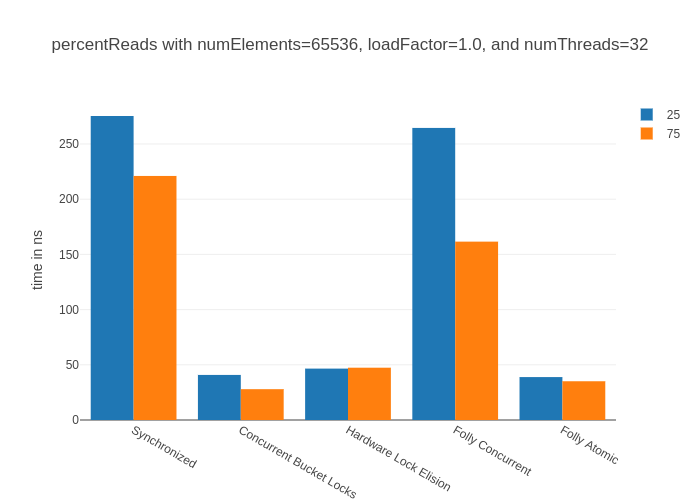 percentReads with numElements=65536, loadFactor=1.0, and numThreads=32
25
75
time in ns
250
200
150
100
50
0
Synchronized
Concurrent Bucket Locks
Hardware Lock Elision
Folly Concurrent
Folly Atomic